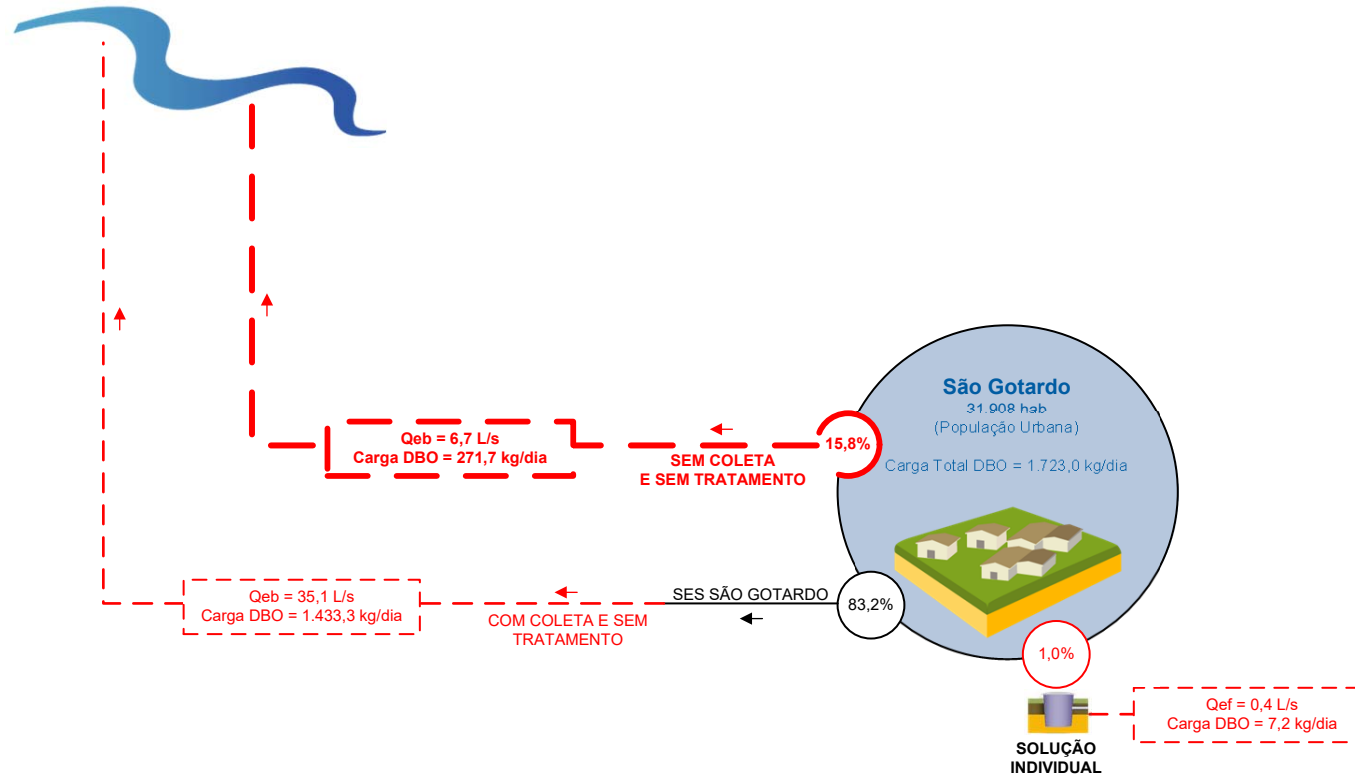 São Gotardo
31.908 hab
(População Urbana)
Carga Total DBO = 1.723,0 kg/dia
15,8%
SEM COLETA
E SEM TRATAMENTO
Qeb = 6,7 L/s
Carga DBO = 271,7 kg/dia
83,2%
SES SÃO GOTARDO
COM COLETA E SEM
TRATAMENTO
Qeb = 35,1 L/s
Carga DBO = 1.433,3 kg/dia
1,0%
SOLUÇÃO
INDIVIDUAL
Qef = 0,4 L/s
Carga DBO = 7,2 kg/dia